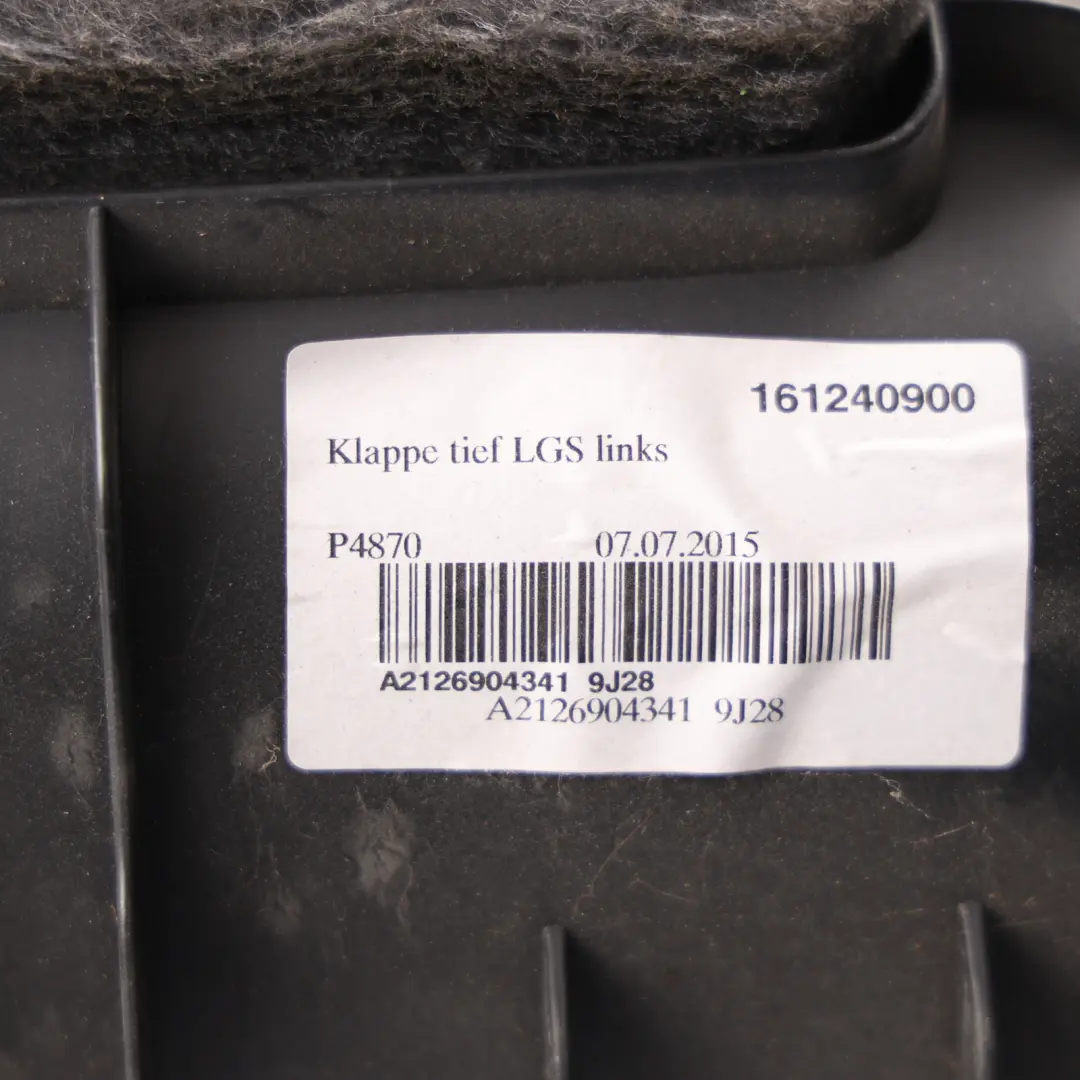 161240900
Klappe tief LGS links
P4870 07.07.2015
A2126904341 9J28
A2126904341 9J28